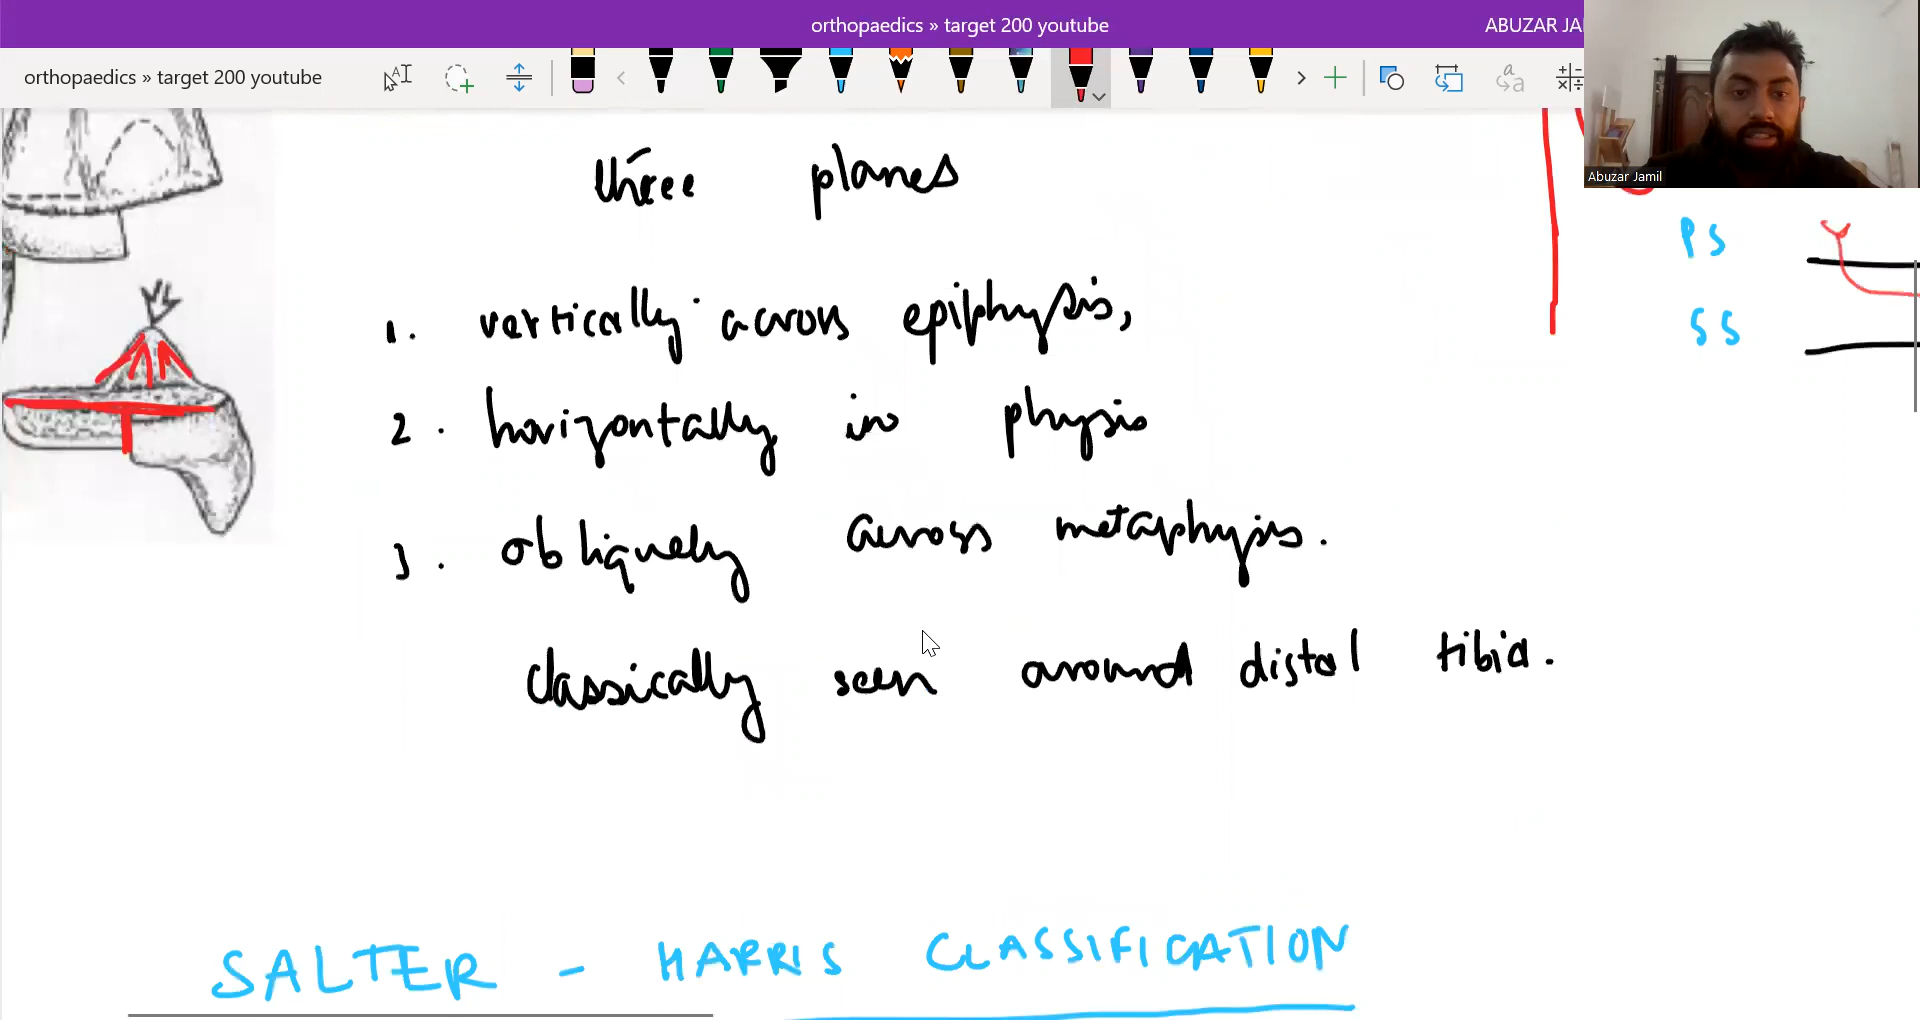 orthopaedics » target 200 youtube
ABUZAR JA
orthopaedics » target 200 youtube
Abuzar Jamil
three planes
PS
1. vertically across epiphysis,
SS
2. horizontally in physis
3. obliquely across metaphysis.
classically seen around distal tibia.
SALTER - HARRIS CLASSIFICATION